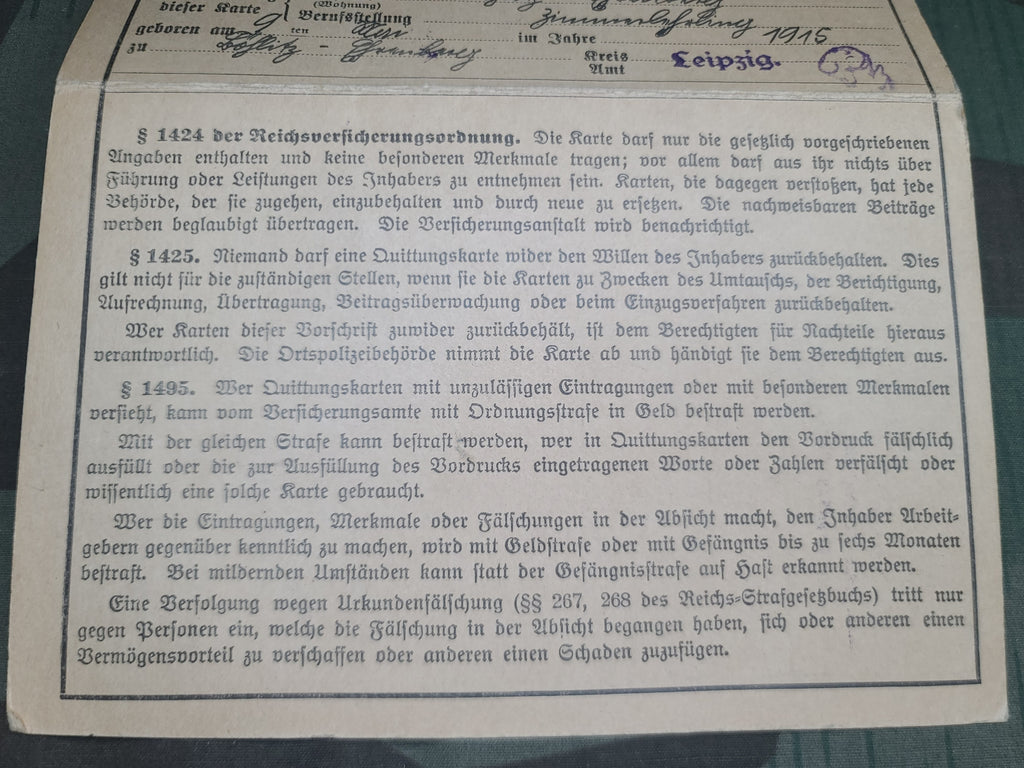 dieser Karte (Wohnung) Berufsstellung Zimmerlehrling
geboren am 9 ten im Jahre 1915
zu Böhlitz - Ehrenberg Kreis Amt Leipzig.
§ 1424 der Reichsversicherungsordnung. Die Karte darf nur die gesetzlich vorgeschriebenen
Angaben enthalten und keine besonderen Merkmale tragen; vor allem darf aus ihr nichts über
Führung oder Leistungen des Inhabers zu entnehmen sein. Karten, die dagegen verstoßen, hat jede
Behörde, der sie zugehen, einzubehalten und durch neue zu ersetzen. Die nachweisbaren Beiträge
werden beglaubigt übertragen. Die Versicherungsanstalt wird benachrichtigt.
§ 1425. Niemand darf eine Quittungskarte wider den Willen des Inhabers zurückbehalten. Dies
gilt nicht für die zuständigen Stellen, wenn sie die Karten zu Zwecken des Umtauschs, der Berichtigung,
Aufrechnung, Übertragung, Beitragsüberwachung oder beim Einzugsverfahren zurückbehalten.
Wer Karten dieser Vorschrift zuwider zurückbehält, ist dem Berechtigten für Nachteile hieraus
verantwortlich. Die Ortspolizeibehörde nimmt die Karte ab und händigt sie dem Berechtigten aus.
§ 1495. Wer Quittungskarten mit unzulässigen Eintragungen oder mit besonderen Merkmalen
versieht, kann vom Versicherungsamte mit Ordnungsstrafe in Geld bestraft werden.
Mit der gleichen Strafe kann bestraft werden, wer in Quittungskarten den Vordruck fälschlich
ausfüllt oder die zur Ausfüllung des Vordrucks eingetragenen Worte oder Zahlen verfälscht oder
wissentlich eine solche Karte gebraucht.
Wer die Eintragungen, Merkmale oder Fälschungen in der Absicht macht, den Inhaber Arbeit-
gebern gegenüber kenntlich zu machen, wird mit Geldstrafe oder mit Gefängnis bis zu sechs Monaten
bestraft. Bei mildernden Umständen kann statt der Gefängnisstrafe auf Haft erkannt werden.
Eine Verfolgung wegen Urkundenfälschung (§§ 267, 268 des Reichs-Strafgesetzbuchs) tritt nur
gegen Personen ein, welche die Fälschung in der Absicht begangen haben, sich oder anderen einen
Vermögensvorteil zu verschaffen oder anderen einen Schaden zuzufügen.